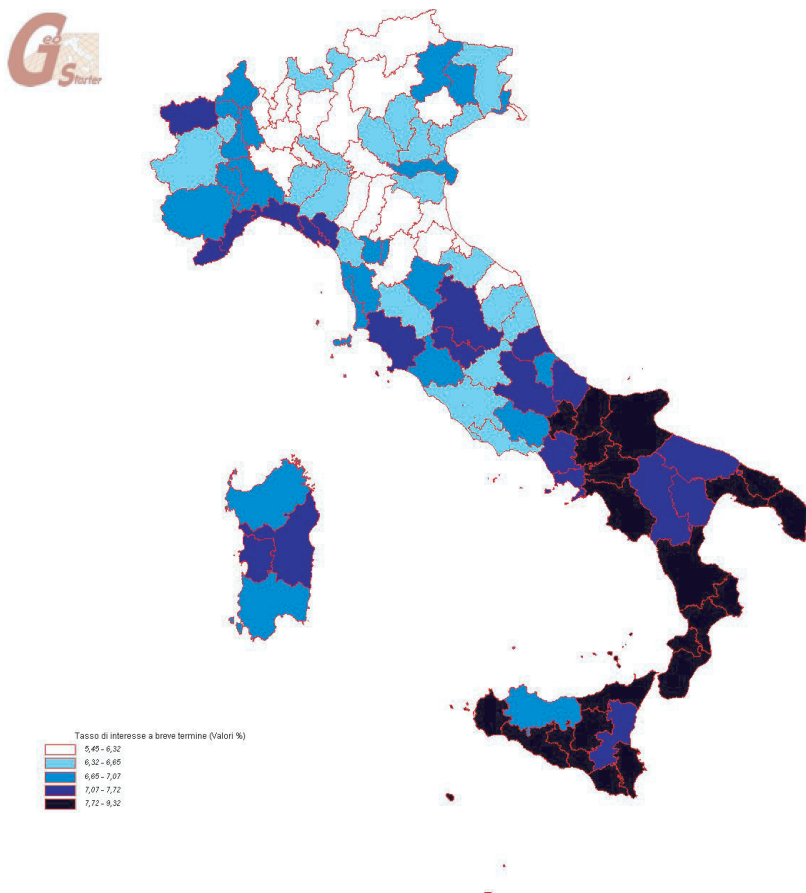 Geo
Starter
Tasso di interesse a breve termine (Valori %)
5,45 - 6,32
6,32 - 6,65
6,65 - 7,07
7,07 - 7,72
7,72 - 9,32